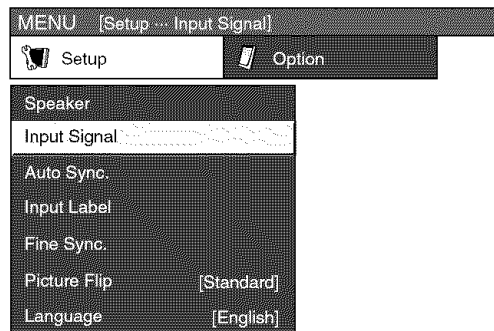 MENU [Setup ··· Input Signal]
Setup Option
Speaker
Input Signal
Auto Sync.
Input Label
Fine Sync.
Picture Flip [Standard]
Language [English]